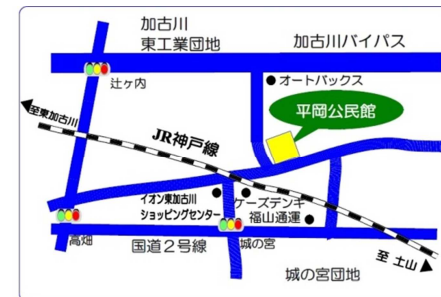 加古川
東工業団地
加古川バイパス
辻ヶ内
オートバックス
平岡公民館
至東加古川
JR神戸線
イオン東加古川
ショッピングセンター
ケーズデンキ
福山通運
高畑
国道２号線
城の宮
至 土山
城の宮団地